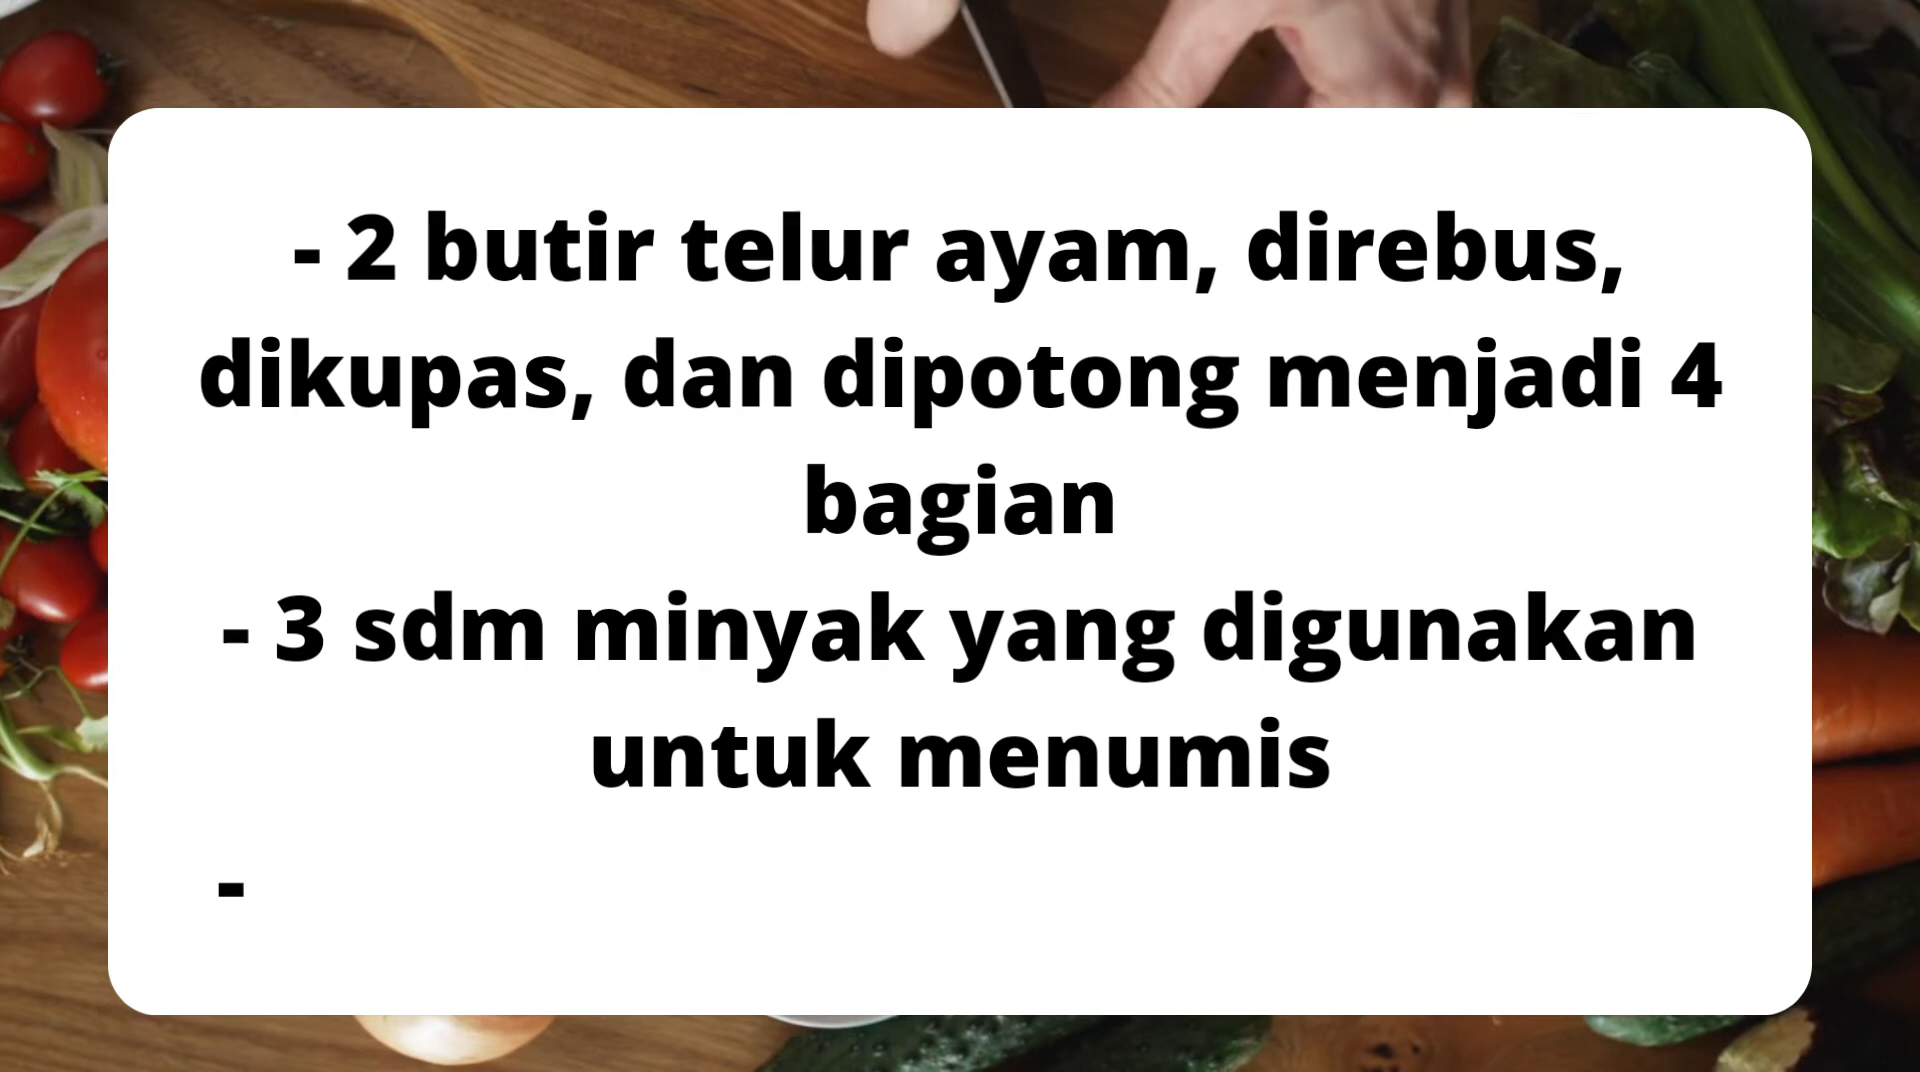 - 2 butir telur ayam, direbus,
dikupas, dan dipotong menjadi 4
bagian
- 3 sdm minyak yang digunakan
untuk menumis
-